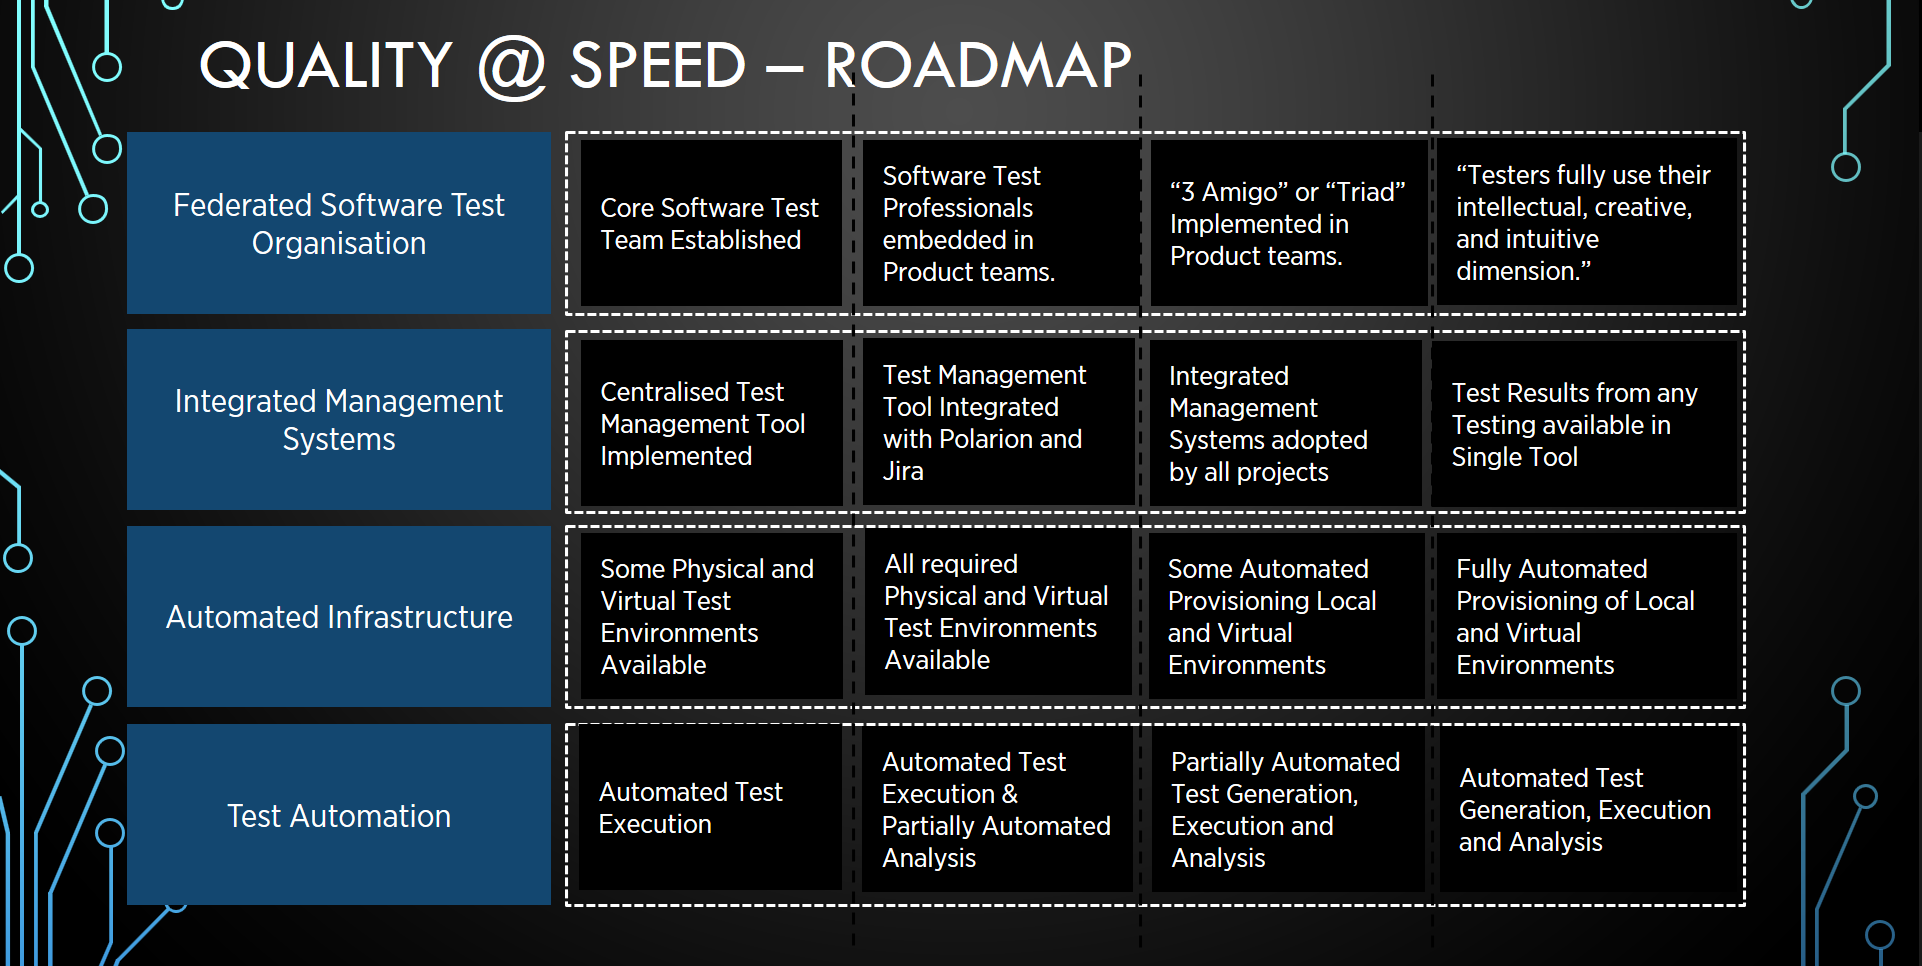 QUALITY @ SPEED – ROADMAP
Federated Software Test
Organisation
Core Software Test
Team Established
Software Test
Professionals
embedded in
Product teams.
“3 Amigo” or “Triad”
Implemented in
Product teams.
“Testers fully use their
intellectual, creative,
and intuitive
dimension.”
Integrated Management
Systems
Centralised Test
Management Tool
Implemented
Test Management
Tool Integrated
with Polarion and
Jira
Integrated
Management
Systems adopted
by all projects
Test Results from any
Testing available in
Single Tool
Automated Infrastructure
Some Physical and
Virtual Test
Environments
Available
All required
Physical and Virtual
Test Environments
Available
Some Automated
Provisioning Local
and Virtual
Environments
Fully Automated
Provisioning of Local
and Virtual
Environments
Test Automation
Automated Test
Execution
Automated Test
Execution &
Partially Automated
Analysis
Partially Automated
Test Generation,
Execution and
Analysis
Automated Test
Generation, Execution
and Analysis